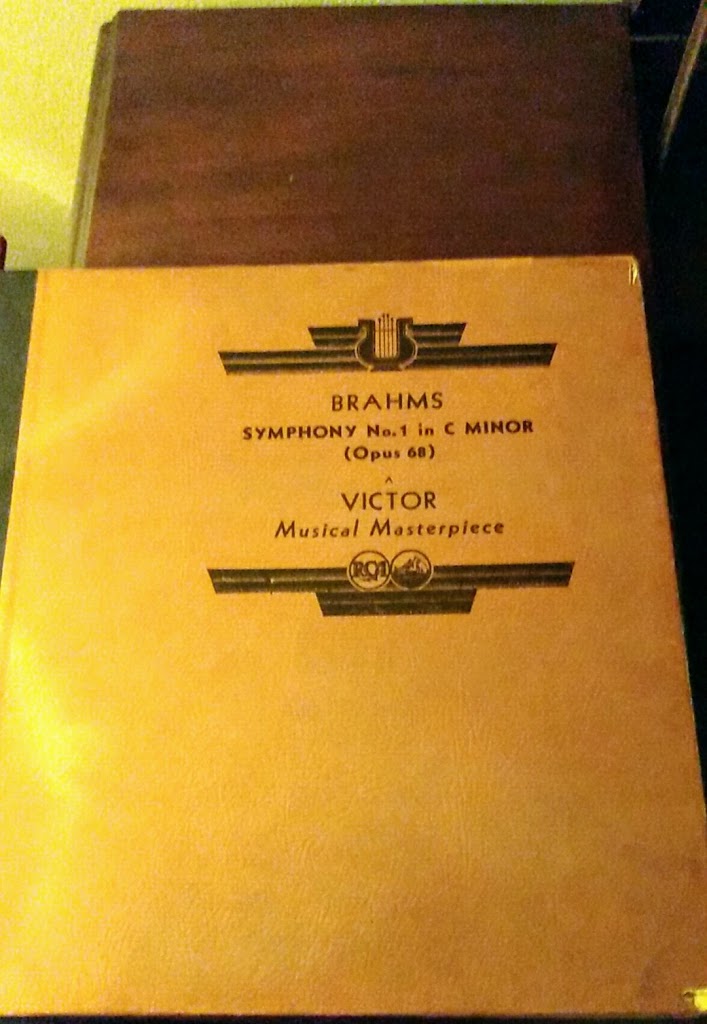 BRAHMS
SYMPHONY No. 1 in C MINOR
(Opus 68)
A
VICTOR
Musical Masterpiece
RCA